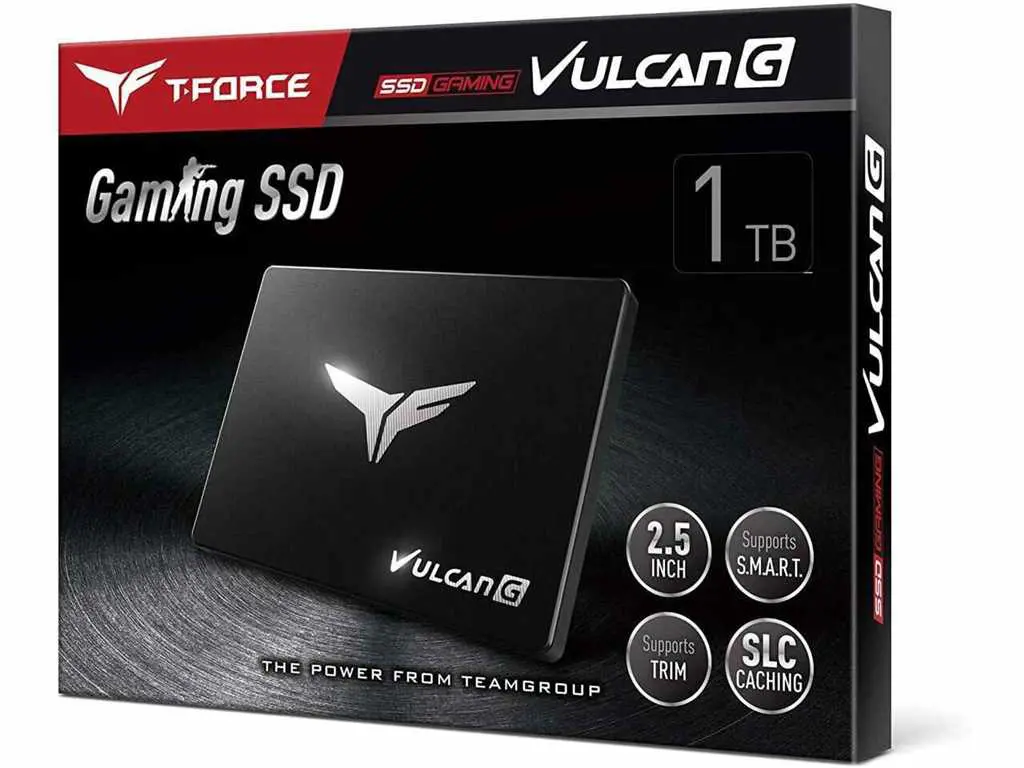 T-FORCE
SSD GAMING VULCAN G
Gaming SSD
1 TB
VULCAN G
SSD GAMING
VULCAN G
2.5
INCH
Supports
S.M.A.R.T.
Supports
TRIM
SLC
CACHING
THE POWER FROM TEAMGROUP